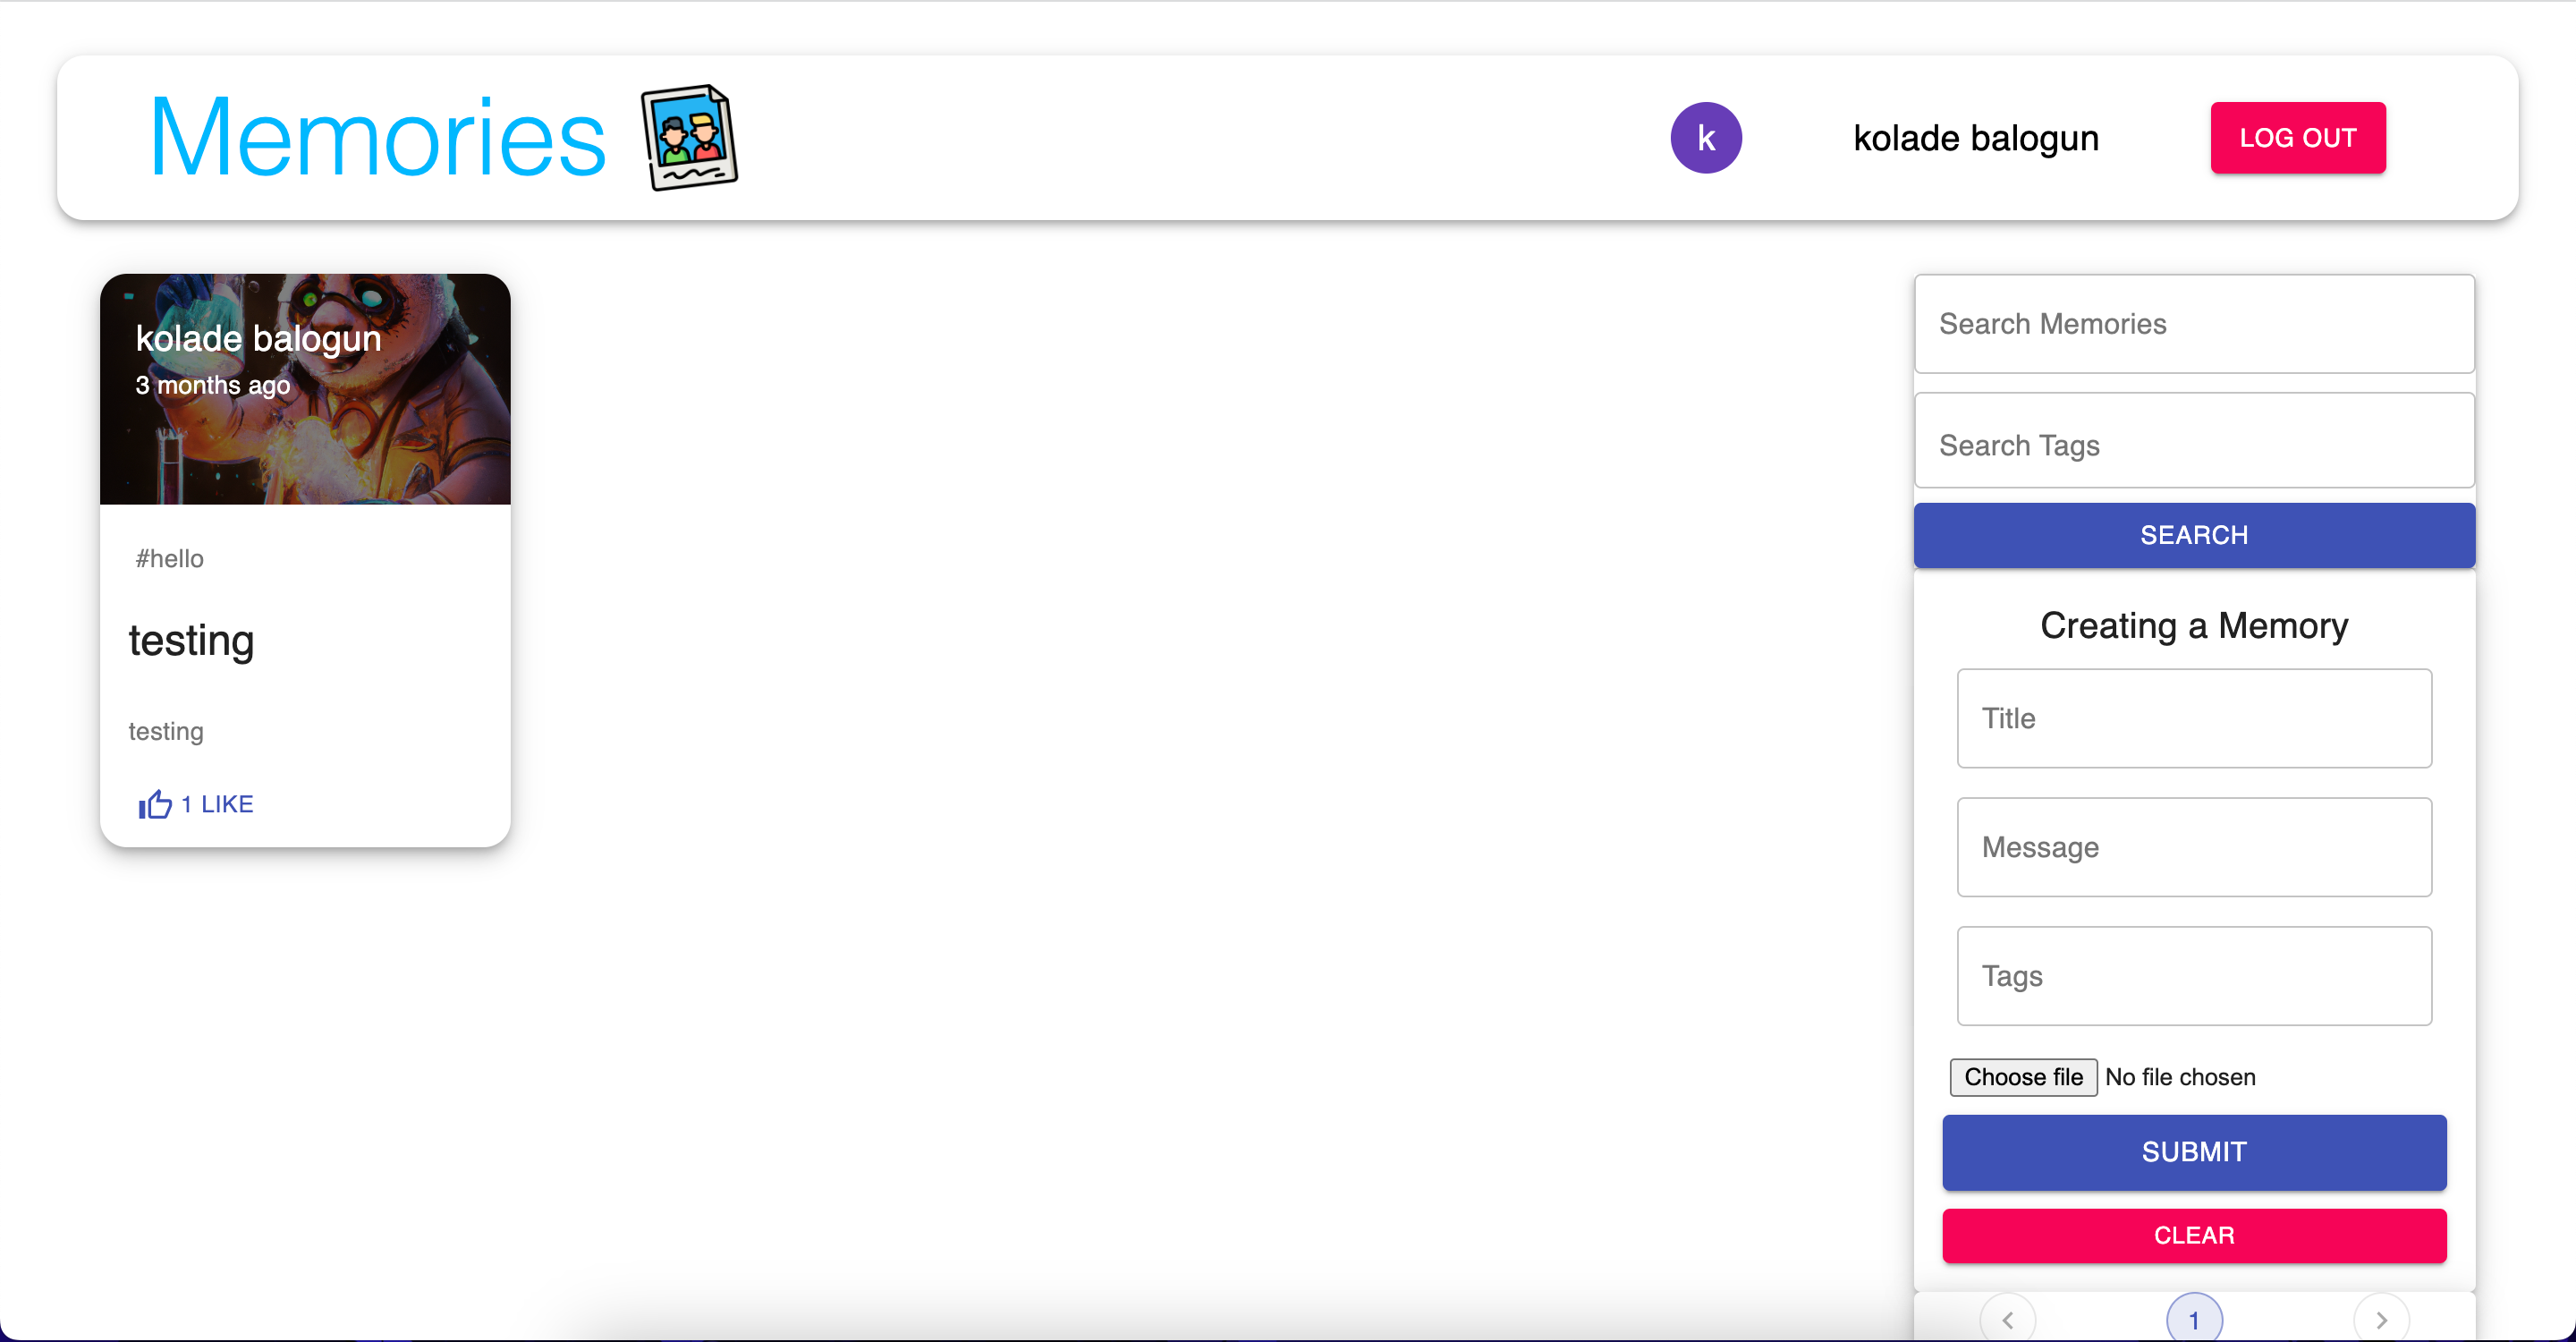 Memories
k
kolade balogun
LOG OUT
kolade balogun
3 months ago
#hello
testing
testing
1 LIKE
Search Memories
Search Tags
SEARCH
Creating a Memory
Title
Message
Tags
Choose file No file chosen
SUBMIT
CLEAR
1